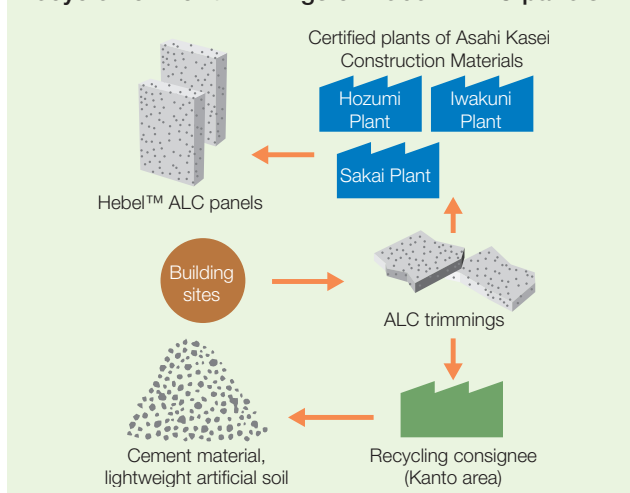 Certified plants of Asahi Kasei
Construction Materials
Hozumi
Plant
Iwakuni
Plant
Sakai Plant
Hebel™ ALC panels
Building
sites
ALC trimmings
Cement material,
lightweight artificial soil
Recycling consignee
(Kanto area)